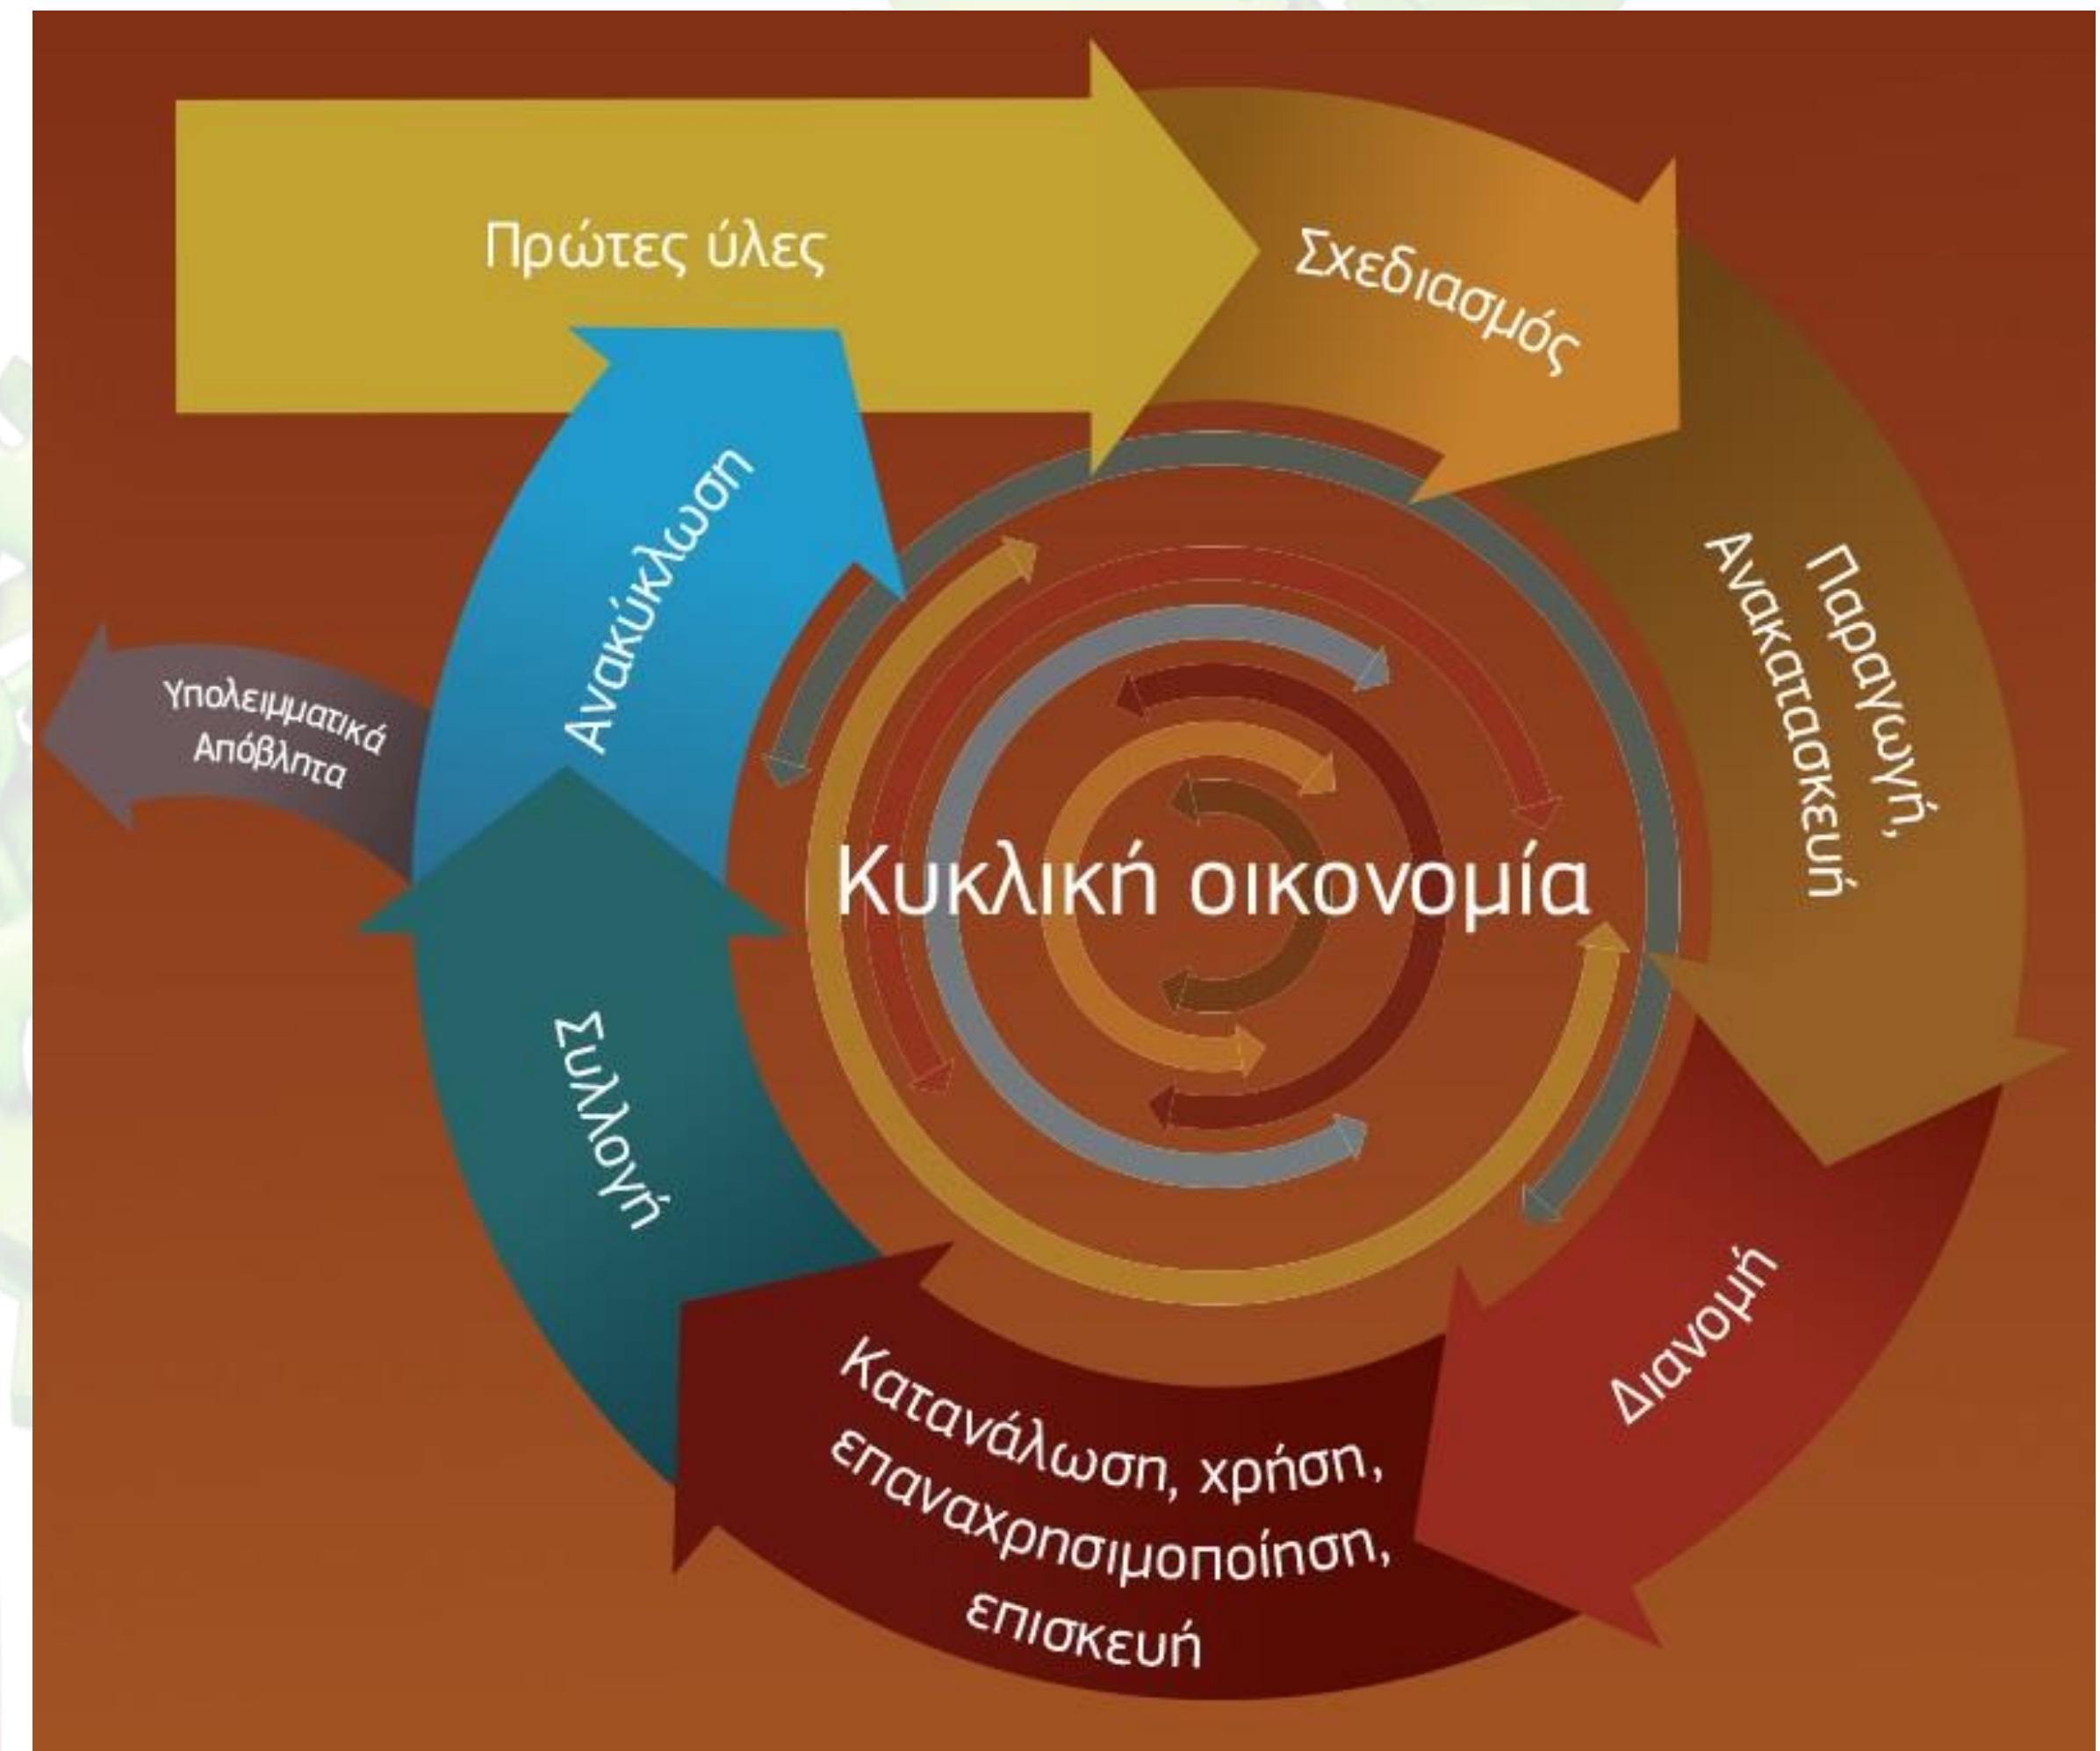 Πρώτες ύλες
Σχεδιασμός
Παραγωγή,
Ανακατασκευή
Διανομή
Κατανάλωση, χρήση,
επαναχρησιμοποίηση,
επισκευή
Συλλογή
Ανακύκλωση
Υπολειμματικά
Απόβλητα
Κυκλική οικονομία